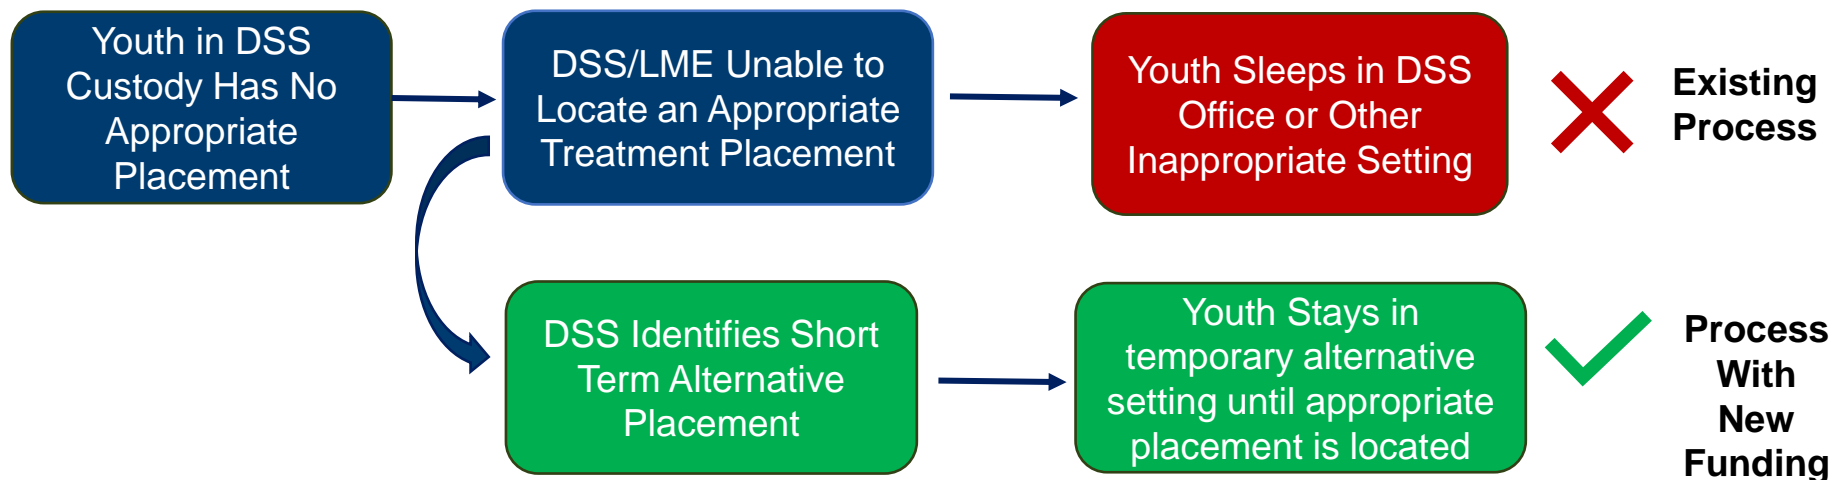 Youth in DSS
Custody Has No
Appropriate
Placement
DSS/LME Unable to
Locate an Appropriate
Treatment Placement
Youth Sleeps in DSS
Office or Other
Inappropriate Setting
Existing
Process
DSS Identifies Short
Term Alternative
Placement
Youth Stays in
temporary alternative
setting until appropriate
placement is located
Process
With
New
Funding